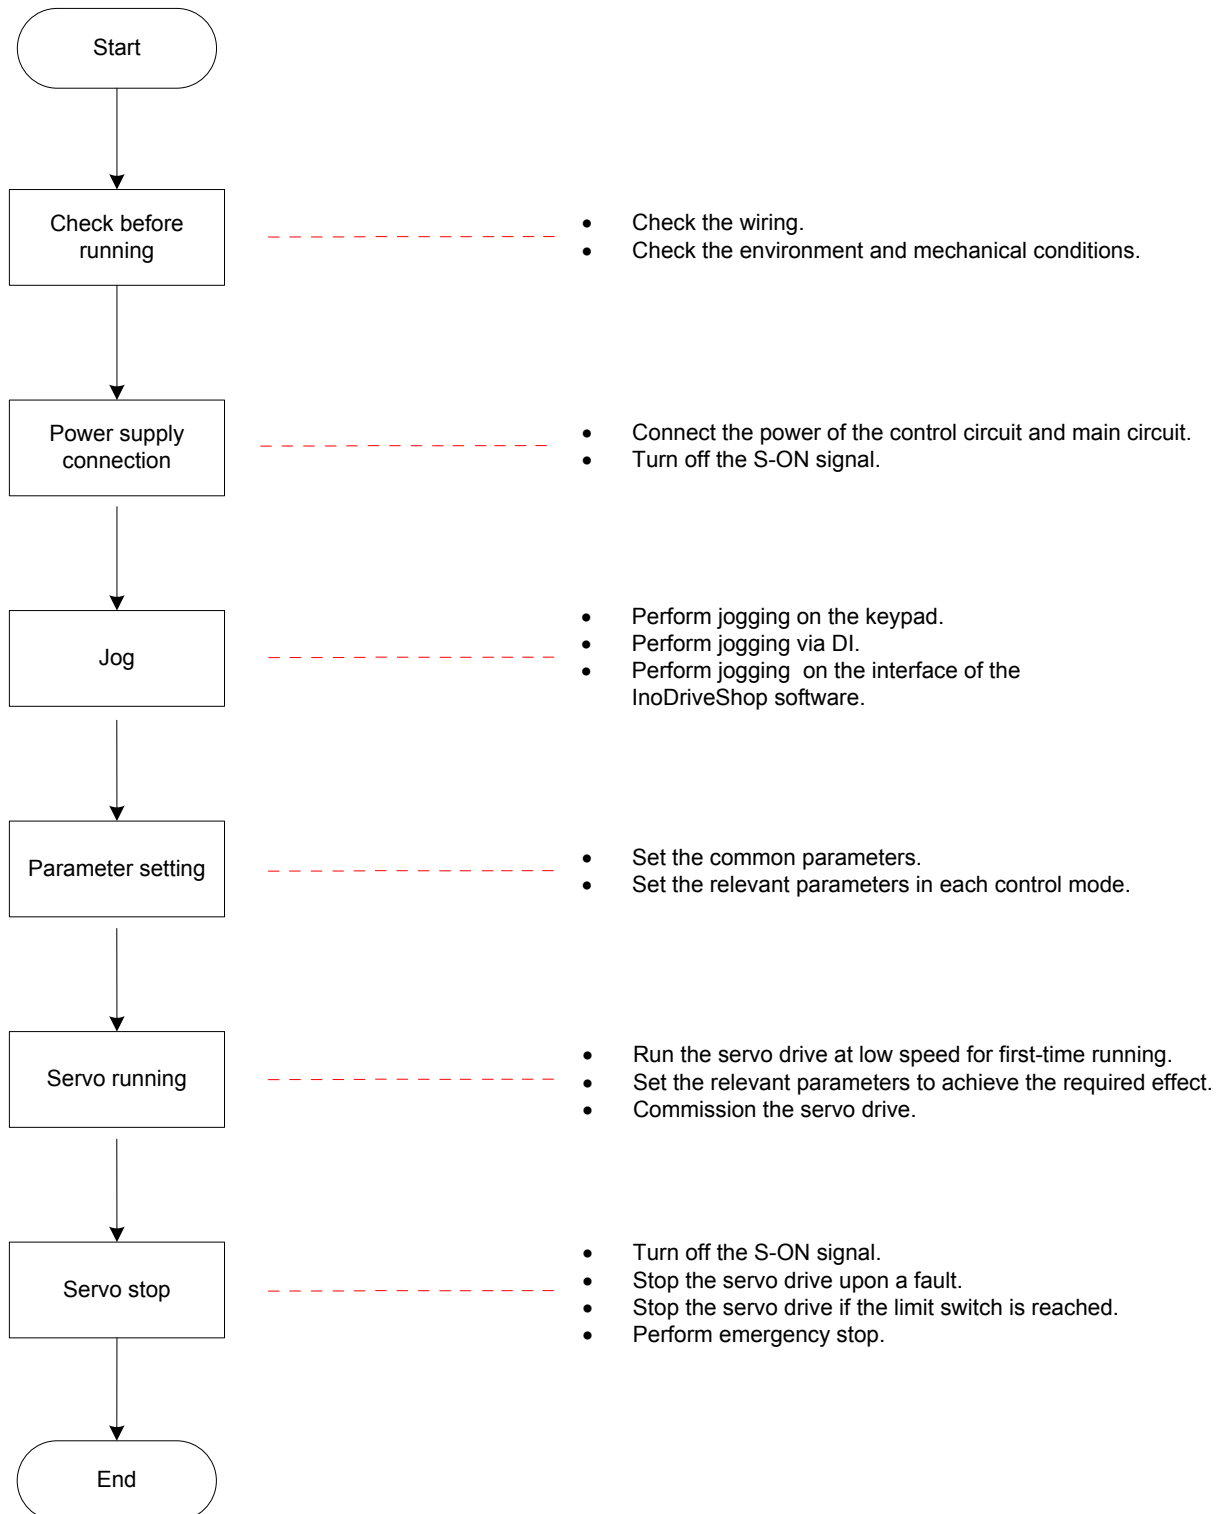 Start
Check before
running
• Check the wiring.
• Check the environment and mechanical conditions.
Power supply
connection
• Connect the power of the control circuit and main circuit.
• Turn off the S-ON signal.
Jog
• Perform jogging on the keypad.
• Perform jogging via DI.
• Perform jogging  on the interface of the
InoDriveShop software.
Parameter setting
• Set the common parameters.
• Set the relevant parameters in each control mode.
Servo running
• Run the servo drive at low speed for first-time running.
• Set the relevant parameters to achieve the required effect.
• Commission the servo drive.
Servo stop
• Turn off the S-ON signal.
• Stop the servo drive upon a fault.
• Stop the servo drive if the limit switch is reached.
• Perform emergency stop.
End